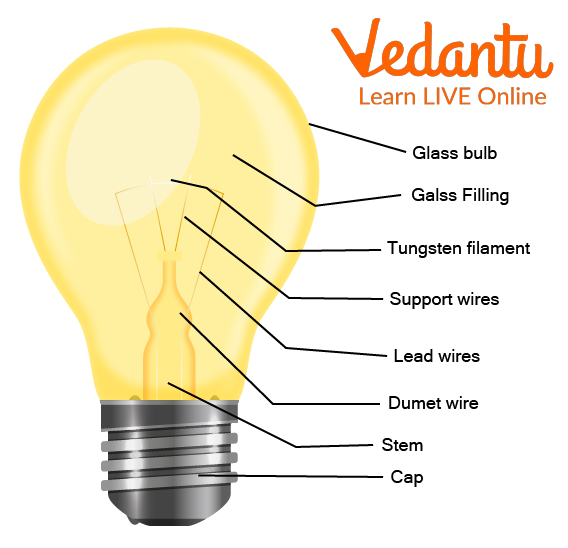 Vedantu
Learn LIVE Online
Glass bulb
Galss Filling
Tungsten filament
Support wires
Lead wires
Dumet wire
Stem
Cap